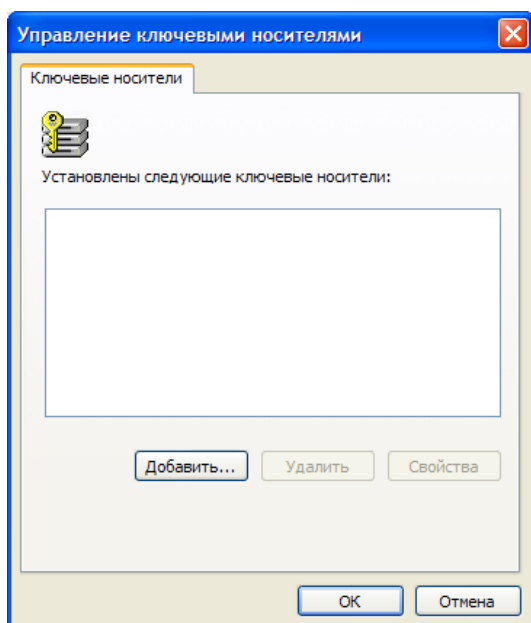 Управление ключевыми носителями
Ключевые носители
Установлены следующие ключевые носители:
Добавить... Удалить Свойства
ОК Отмена